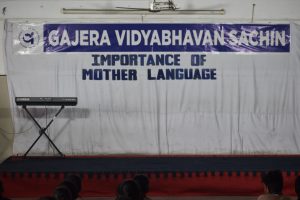 GAJERA VIDYABHAVAN SACHIN
IMPORTANCE OF
MOTHER LANGUAGE